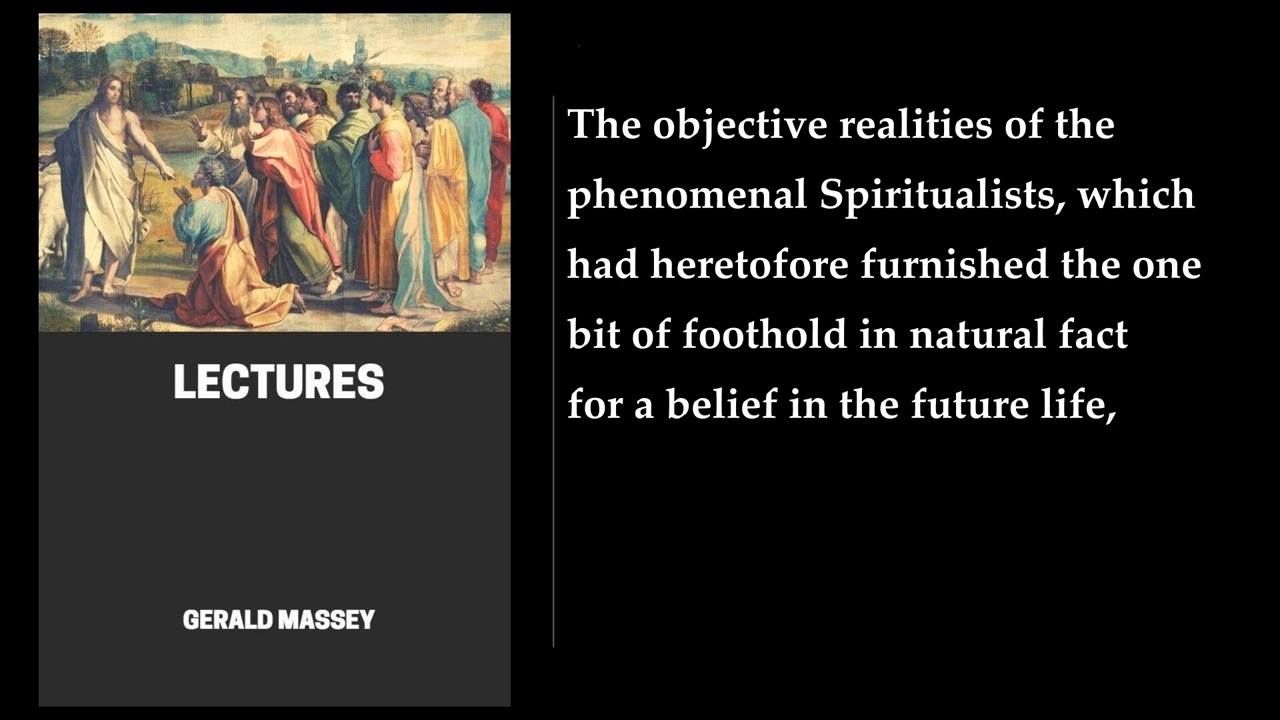 LECTURES
GERALD MASSEY
The objective realities of the
phenomenal Spiritualists, which
had heretofore furnished the one
bit of foothold in natural fact
for a belief in the future life,